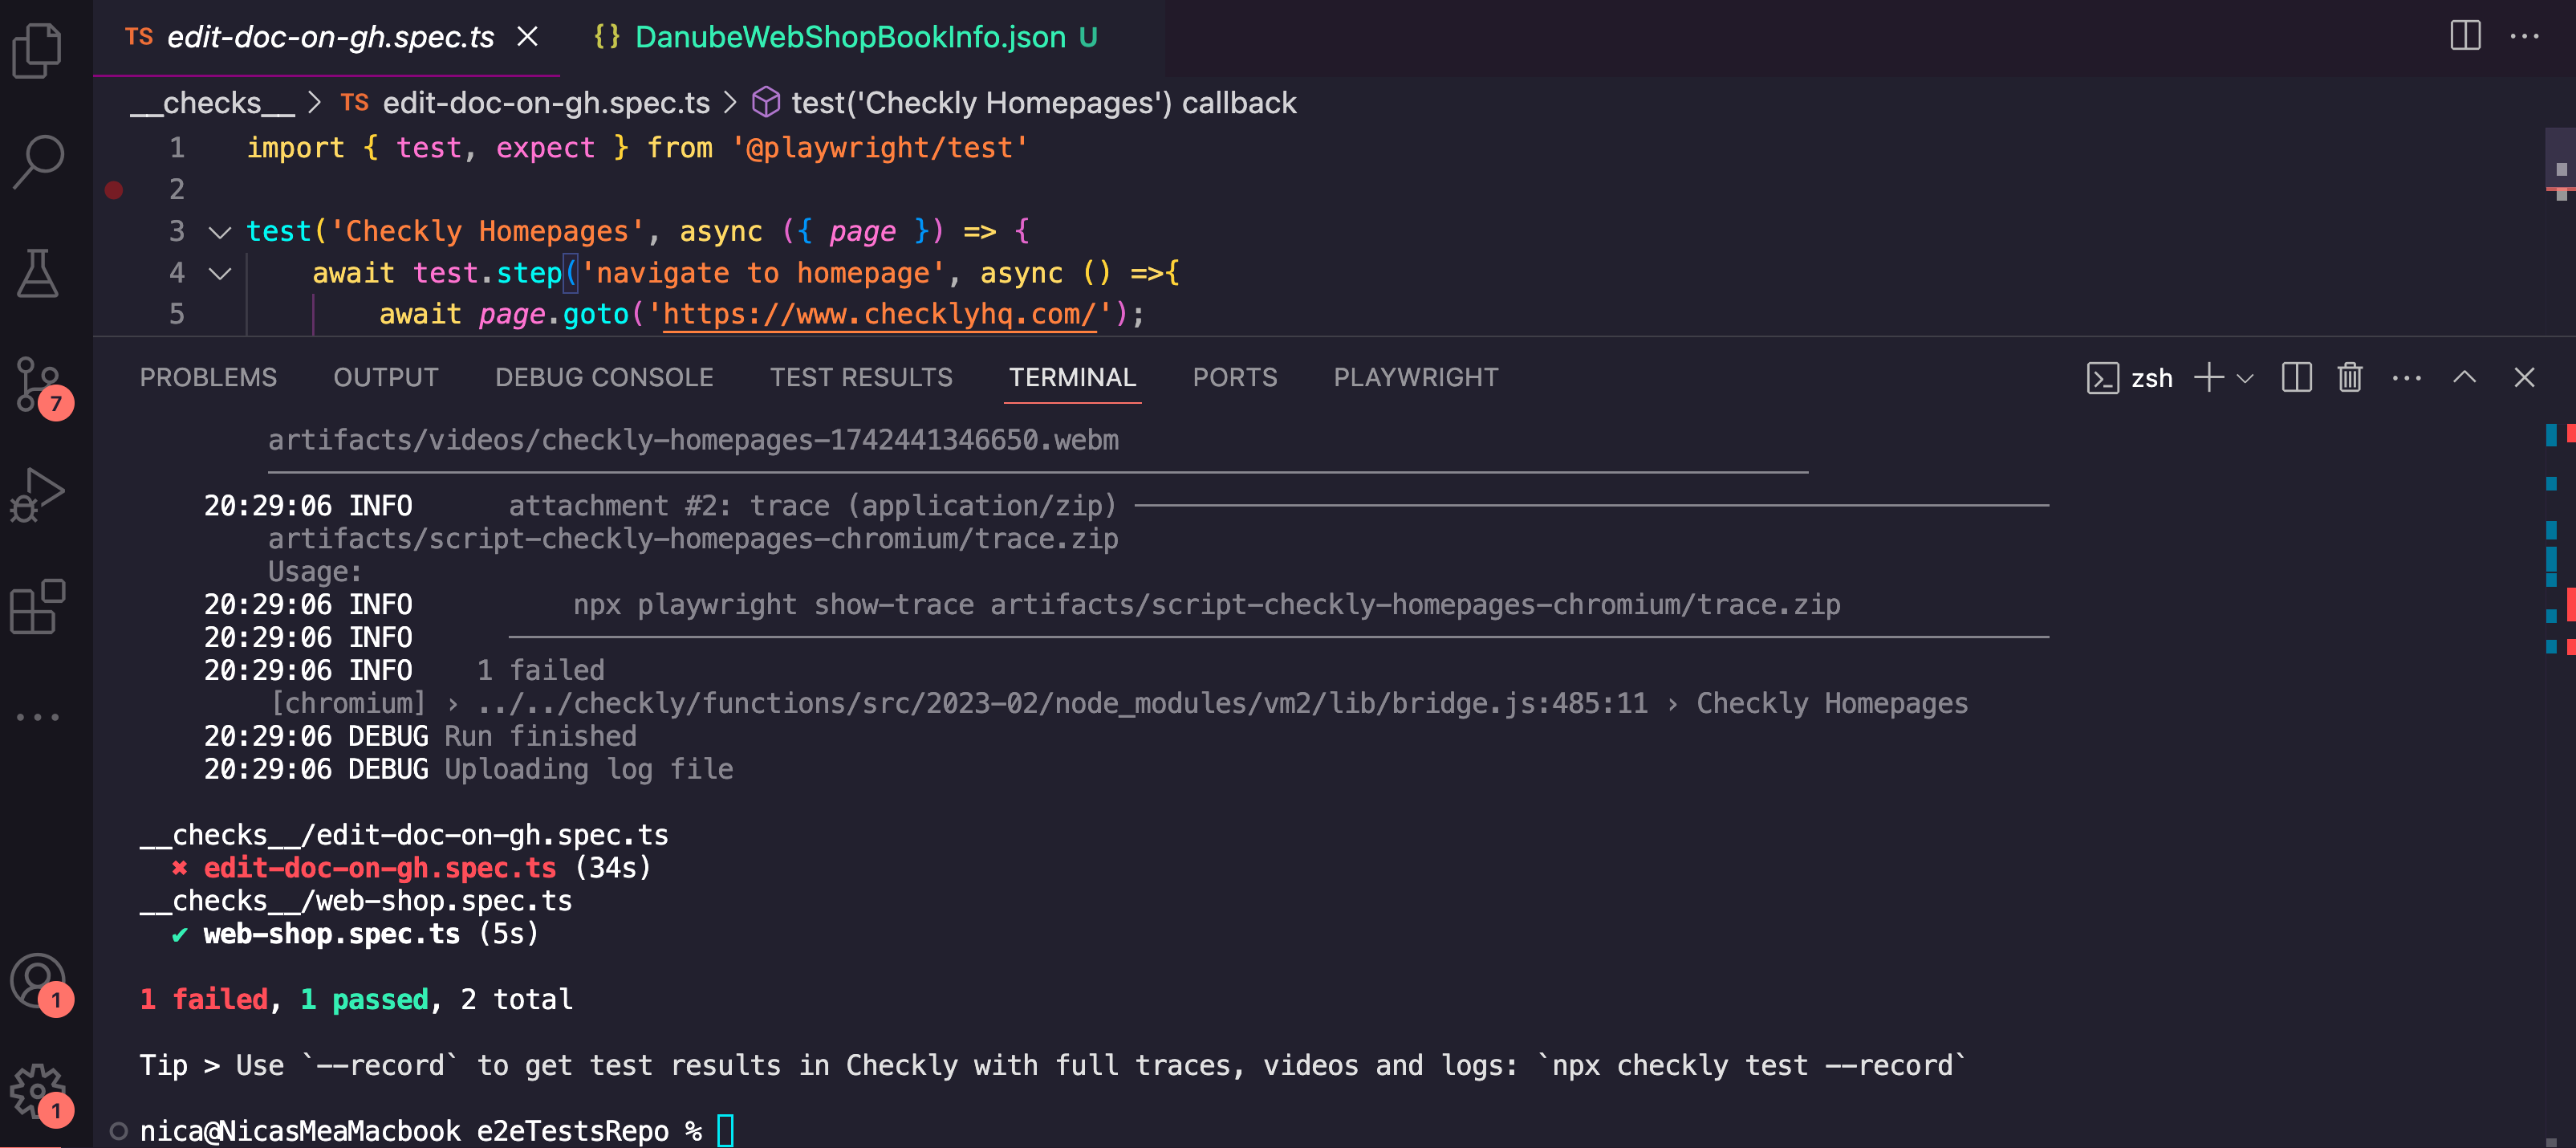 TS edit-doc-on-gh.spec.ts {} DanubeWebShopBookInfo.json U
__checks__ > TS edit-doc-on-gh.spec.ts > test('Checkly Homepages') callback
1 import { test, expect } from '@playwright/test'
2
3 test('Checkly Homepages', async ({ page }) => {
4 await test.step('navigate to homepage', async () =>{
5 await page.goto('https://www.checklyhq.com/');
7
PROBLEMS OUTPUT DEBUG CONSOLE TEST RESULTS TERMINAL PORTS PLAYWRIGHT zsh
artifacts/videos/checkly-homepages-1742441346650.webm
20:29:06 INFO attachment #2: trace (application/zip)
artifacts/script-checkly-homepages-chromium/trace.zip
Usage:
20:29:06 INFO npx playwright show-trace artifacts/script-checkly-homepages-chromium/trace.zip
20:29:06 INFO
20:29:06 INFO 1 failed
[chromium] › ../../checkly/functions/src/2023-02/node_modules/vm2/lib/bridge.js:485:11 › Checkly Homepages
20:29:06 DEBUG Run finished
20:29:06 DEBUG Uploading log file
__checks__/edit-doc-on-gh.spec.ts
✖ edit-doc-on-gh.spec.ts (34s)
__checks__/web-shop.spec.ts
✔ web-shop.spec.ts (5s)
1 failed, 1 passed, 2 total
1
Tip > Use `--record` to get test results in Checkly with full traces, videos and logs: `npx checkly test --record`
1
nica@NicasMeaMacbook e2eTestsRepo %